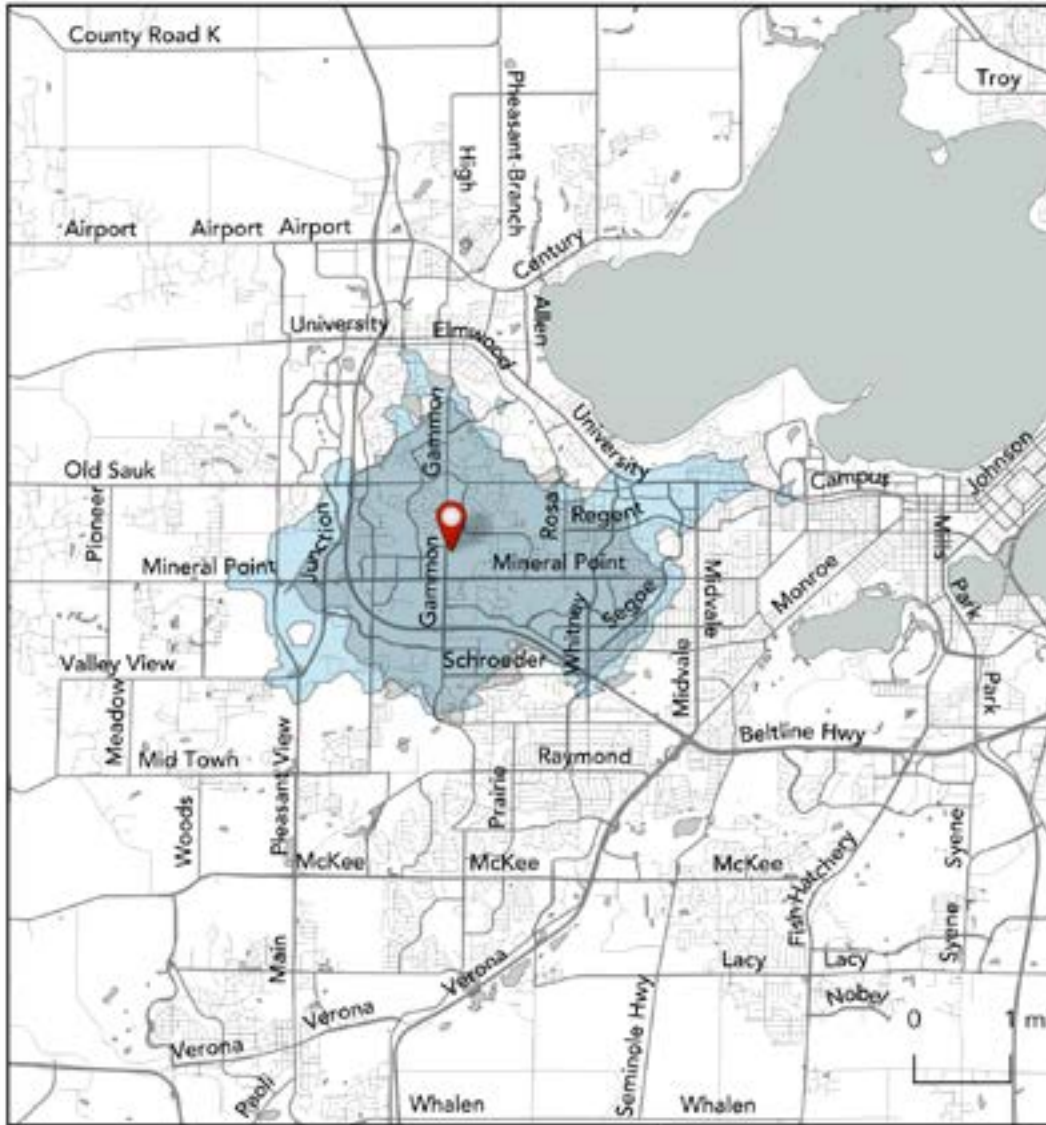 County Road K
Troy
Pheasant Branch
High
Airport
Airport
Airport
Century
Allen
University
Elmwood
Gammon
University
Old Sauk
Campus
Johnson
Pioneer
Rosa
Regent
Mills
Junction
Mineral Point
Gammon
Mineral Point
Midvale
Monroe
Park
Segoe
Whitney
Valley View
Schroeder
Midvale
Park
Meadow
Mid Town
Pleasant View
Raymond
Beltline Hwy
Prairie
Woods
McKee
McKee
McKee
Fish Hatchery
Syene
Syene
Main
Verona
Lacy
Lacy
Verona
Seminole Hwy
Nobel
0 1 m
Verona
Paoli
Whalen
Whalen